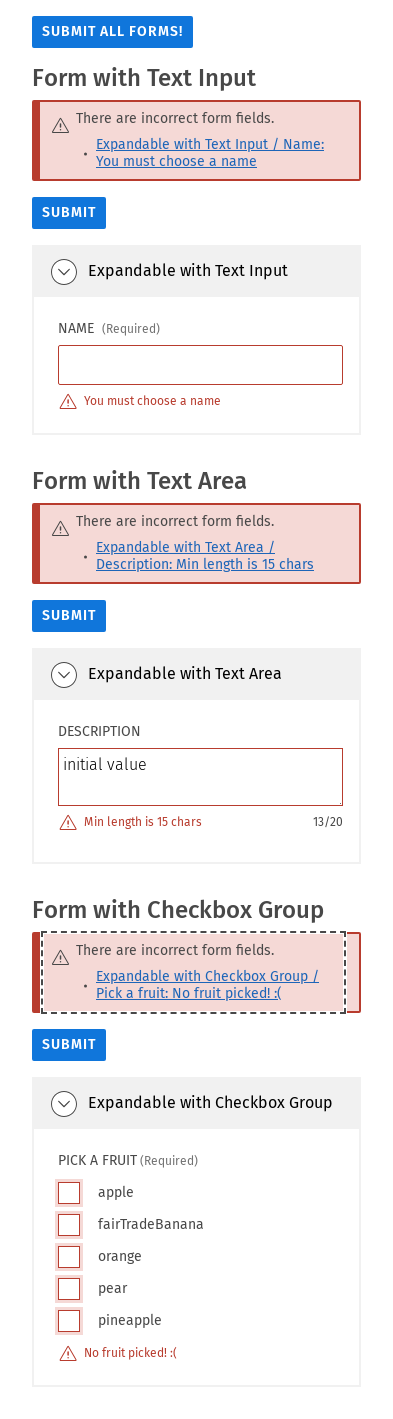 SUBMIT ALL FORMS!
Form with Text Input
There are incorrect form fields.
• Expandable with Text Input / Name:
You must choose a name
SUBMIT
Expandable with Text Input
NAME (Required)
You must choose a name
Form with Text Area
There are incorrect form fields.
• Expandable with Text Area /
Description: Min length is 15 chars
SUBMIT
Expandable with Text Area
DESCRIPTION
initial value
Min length is 15 chars 13/20
Form with Checkbox Group
There are incorrect form fields.
• Expandable with Checkbox Group /
Pick a fruit: No fruit picked! :(
SUBMIT
Expandable with Checkbox Group
PICK A FRUIT (Required)
apple
fairTradeBanana
orange
pear
pineapple
No fruit picked! :(